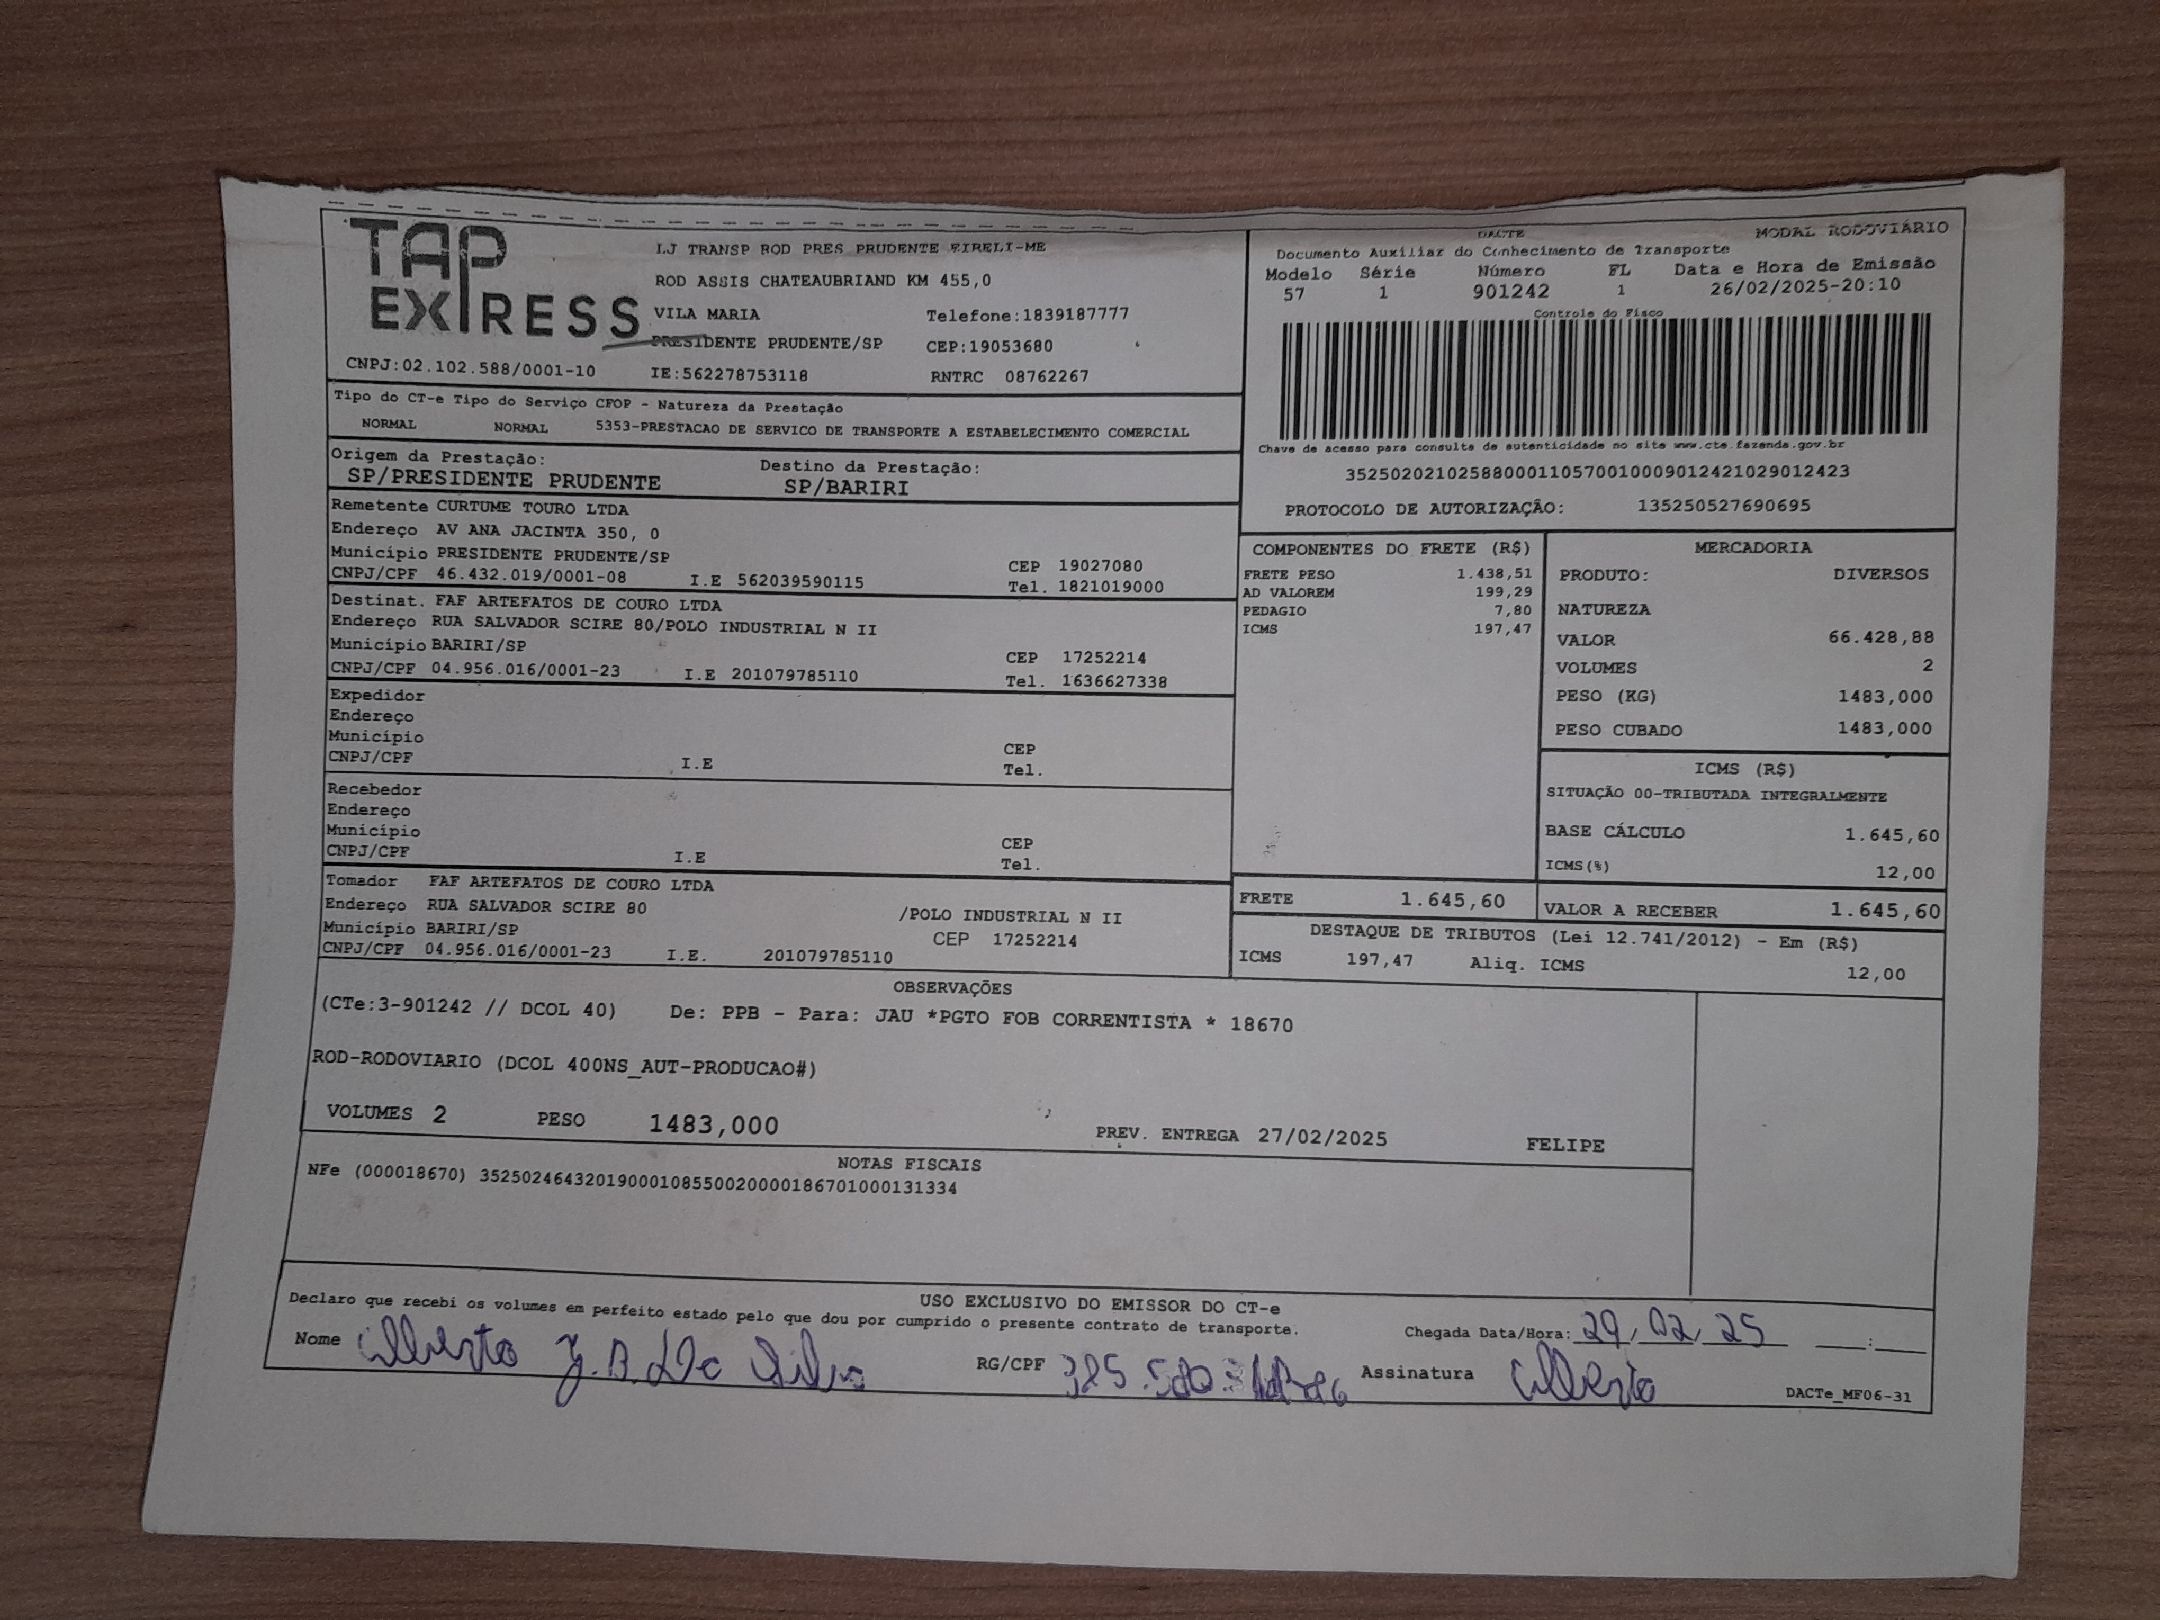 TAP EXPRESS
LJ TRANSP ROD PRES PRUDENTE EIRELI-ME
ROD ASSIS CHATEAUBRIAND KM 455,0
VILA MARIA Telefone:1839187777
PRESIDENTE PRUDENTE/SP CEP:19053680
CNPJ:02.102.588/0001-10 IE:562278753118 RNTRC 08762267
DACTE MODAL RODOVIÁRIO
Documento Auxiliar do Conhecimento de Transporte
Modelo Série Número FL Data e Hora de Emissão
57 1 901242 1 26/02/2025-20:10
Controle do Fisco
Chave de acesso para consulta de autenticidade no site www.cte.fazenda.gov.br
35250202102588000110570010009012421029012423
PROTOCOLO DE AUTORIZAÇÃO: 135250527690695
Tipo do CT-e Tipo do Serviço CFOP - Natureza da Prestação
NORMAL NORMAL 5353-PRESTACAO DE SERVICO DE TRANSPORTE A ESTABELECIMENTO COMERCIAL
Origem da Prestação: Destino da Prestação:
SP/PRESIDENTE PRUDENTE SP/BARIRI
Remetente CURTUME TOURO LTDA
Endereço AV ANA JACINTA 350, 0
Município PRESIDENTE PRUDENTE/SP CEP 19027080
CNPJ/CPF 46.432.019/0001-08 I.E 562039590115 Tel. 1821019000
Destinat. FAF ARTEFATOS DE COURO LTDA
Endereço RUA SALVADOR SCIRE 80/POLO INDUSTRIAL N II
Município BARIRI/SP CEP 17252214
CNPJ/CPF 04.956.016/0001-23 I.E 201079785110 Tel. 1636627338
Expedidor
Endereço
Município CEP
CNPJ/CPF I.E Tel.
Recebedor
Endereço
Município CEP
CNPJ/CPF I.E Tel.
Tomador FAF ARTEFATOS DE COURO LTDA
Endereço RUA SALVADOR SCIRE 80 /POLO INDUSTRIAL N II
Município BARIRI/SP CEP 17252214
CNPJ/CPF 04.956.016/0001-23 I.E. 201079785110
COMPONENTES DO FRETE (R$)
FRETE PESO 1.438,51
AD VALOREM 199,29
PEDAGIO 7,80
ICMS 197,47
MERCADORIA
PRODUTO: DIVERSOS
NATUREZA
VALOR 66.428,88
VOLUMES 2
PESO (KG) 1483,000
PESO CUBADO 1483,000
ICMS (R$)
SITUAÇÃO 00-TRIBUTADA INTEGRALMENTE
BASE CÁLCULO 1.645,60
ICMS(%) 12,00
FRETE 1.645,60 VALOR A RECEBER 1.645,60
DESTAQUE DE TRIBUTOS (Lei 12.741/2012) - Em (R$)
ICMS 197,47 Aliq. ICMS 12,00
OBSERVAÇÕES
(CTe:3-901242 // DCOL 40) De: PPB - Para: JAU *PGTO FOB CORRENTISTA * 18670
ROD-RODOVIARIO (DCOL 400NS_AUT-PRODUCAO#)
VOLUMES 2 PESO 1483,000 PREV. ENTREGA 27/02/2025 FELIPE
NOTAS FISCAIS
NFe (000018670) 35250246432019000108550020000186701000131334
USO EXCLUSIVO DO EMISSOR DO CT-e
Declaro que recebi os volumes em perfeito estado pelo que dou por cumprido o presente contrato de transporte.
Chegada Data/Hora: 29/02/25 :
Nome Alberto J.B. Da Silva RG/CPF 385.580. Assinatura Alberto
DACTe_MF06-31